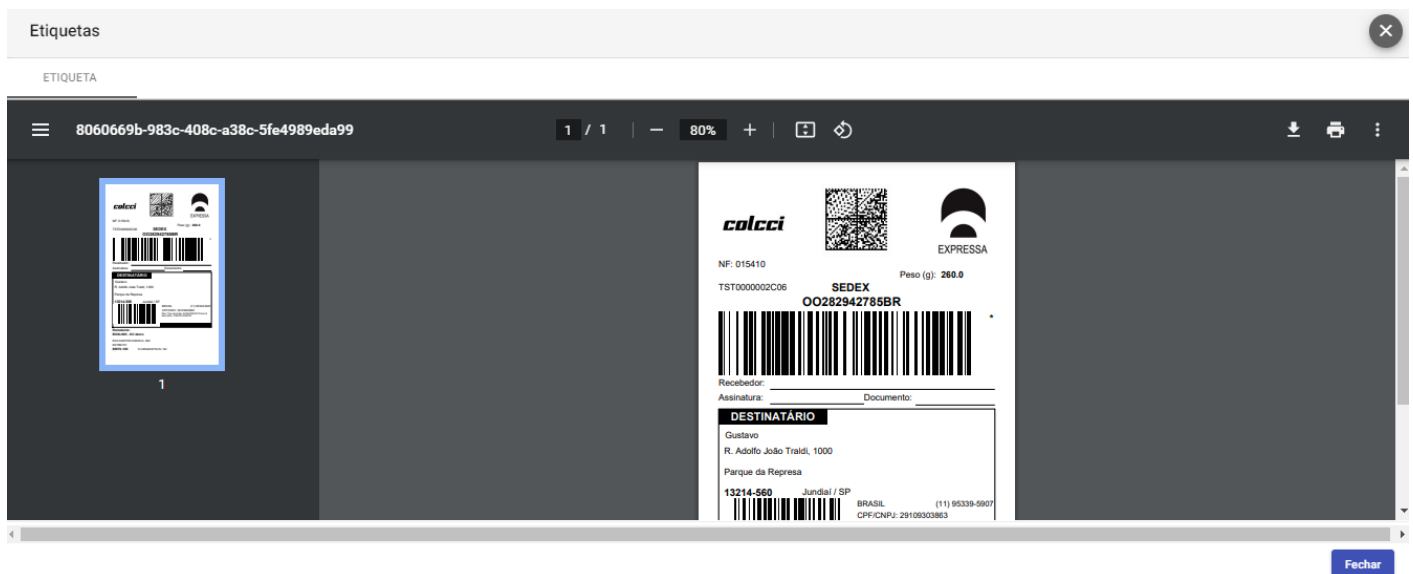 Etiquetas
ETIQUETA
8060669b-983c-408c-a38c-5fe4989eda99
1 / 1
80%
1
colcci
EXPRESSA
NF: 015410
Peso (g): 260.0
TST0000002C06
SEDEX
OO282942785BR
*
Recebedor:
Assinatura: Documento:
DESTINATÁRIO
Gustavo
R. Adolfo João Traldi, 1000
Parque da Represa
13214-560 Jundiaí / SP
BRASIL (11) 95339-5907
CPF/CNPJ: 29109303863
Fechar